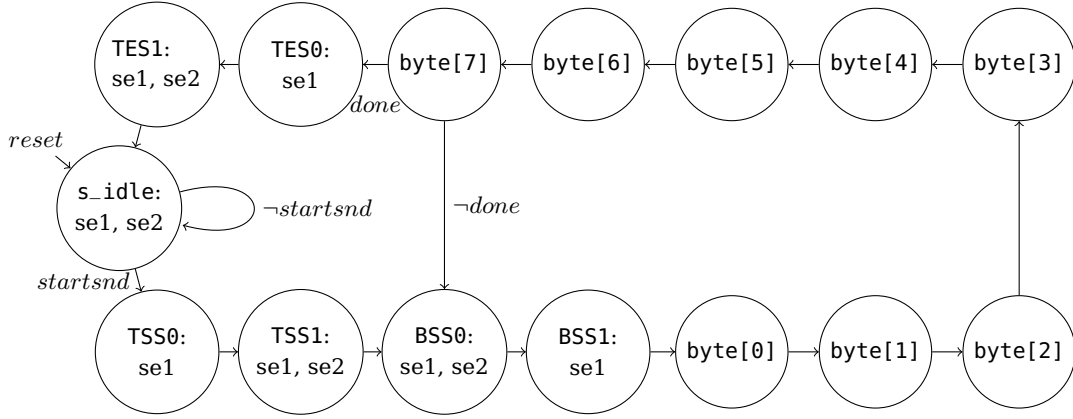 TES1:
se1, se2
TES0:
se1
byte[7]
byte[6]
byte[5]
byte[4]
byte[3]
done
reset
s_idle:
se1, se2
¬startsnd
¬done
startsnd
TSS0:
se1
TSS1:
se1, se2
BSS0:
se1, se2
BSS1:
se1
byte[0]
byte[1]
byte[2]